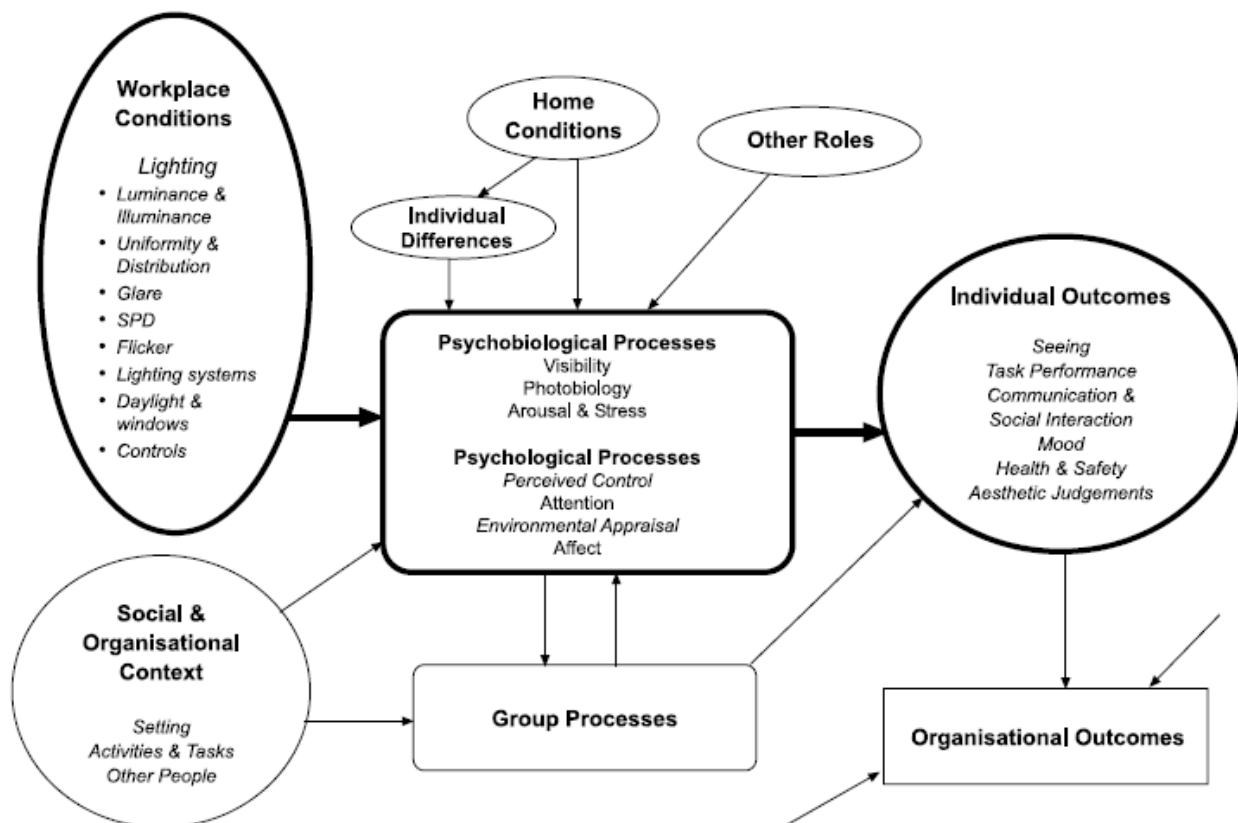 Workplace
Conditions
Lighting
• Luminance &
Illuminance
• Uniformity &
Distribution
• Glare
• SPD
• Flicker
• Lighting systems
• Daylight &
windows
• Controls
Home
Conditions
Other Roles
Individual
Differences
Psychobiological Processes
Visibility
Photobiology
Arousal & Stress
Psychological Processes
Perceived Control
Attention
Environmental Appraisal
Affect
Individual Outcomes
Seeing
Task Performance
Communication &
Social Interaction
Mood
Health & Safety
Aesthetic Judgements
Social &
Organisational
Context
Setting
Activities & Tasks
Other People
Group Processes
Organisational Outcomes